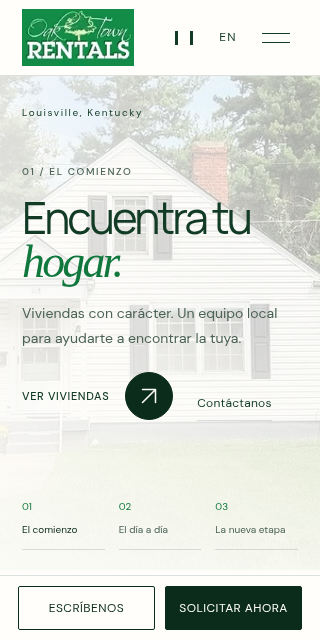 Oak Town
RENTALS
EN
Louisville, Kentucky
01 / EL COMIENZO
Encuentra tu
hogar.
Viviendas con carácter. Un equipo local
para ayudarte a encontrar la tuya.
VER VIVIENDAS
Contáctanos
01
02
03
El comienzo
El día a día
La nueva etapa
ESCRÍBENOS
SOLICITAR AHORA